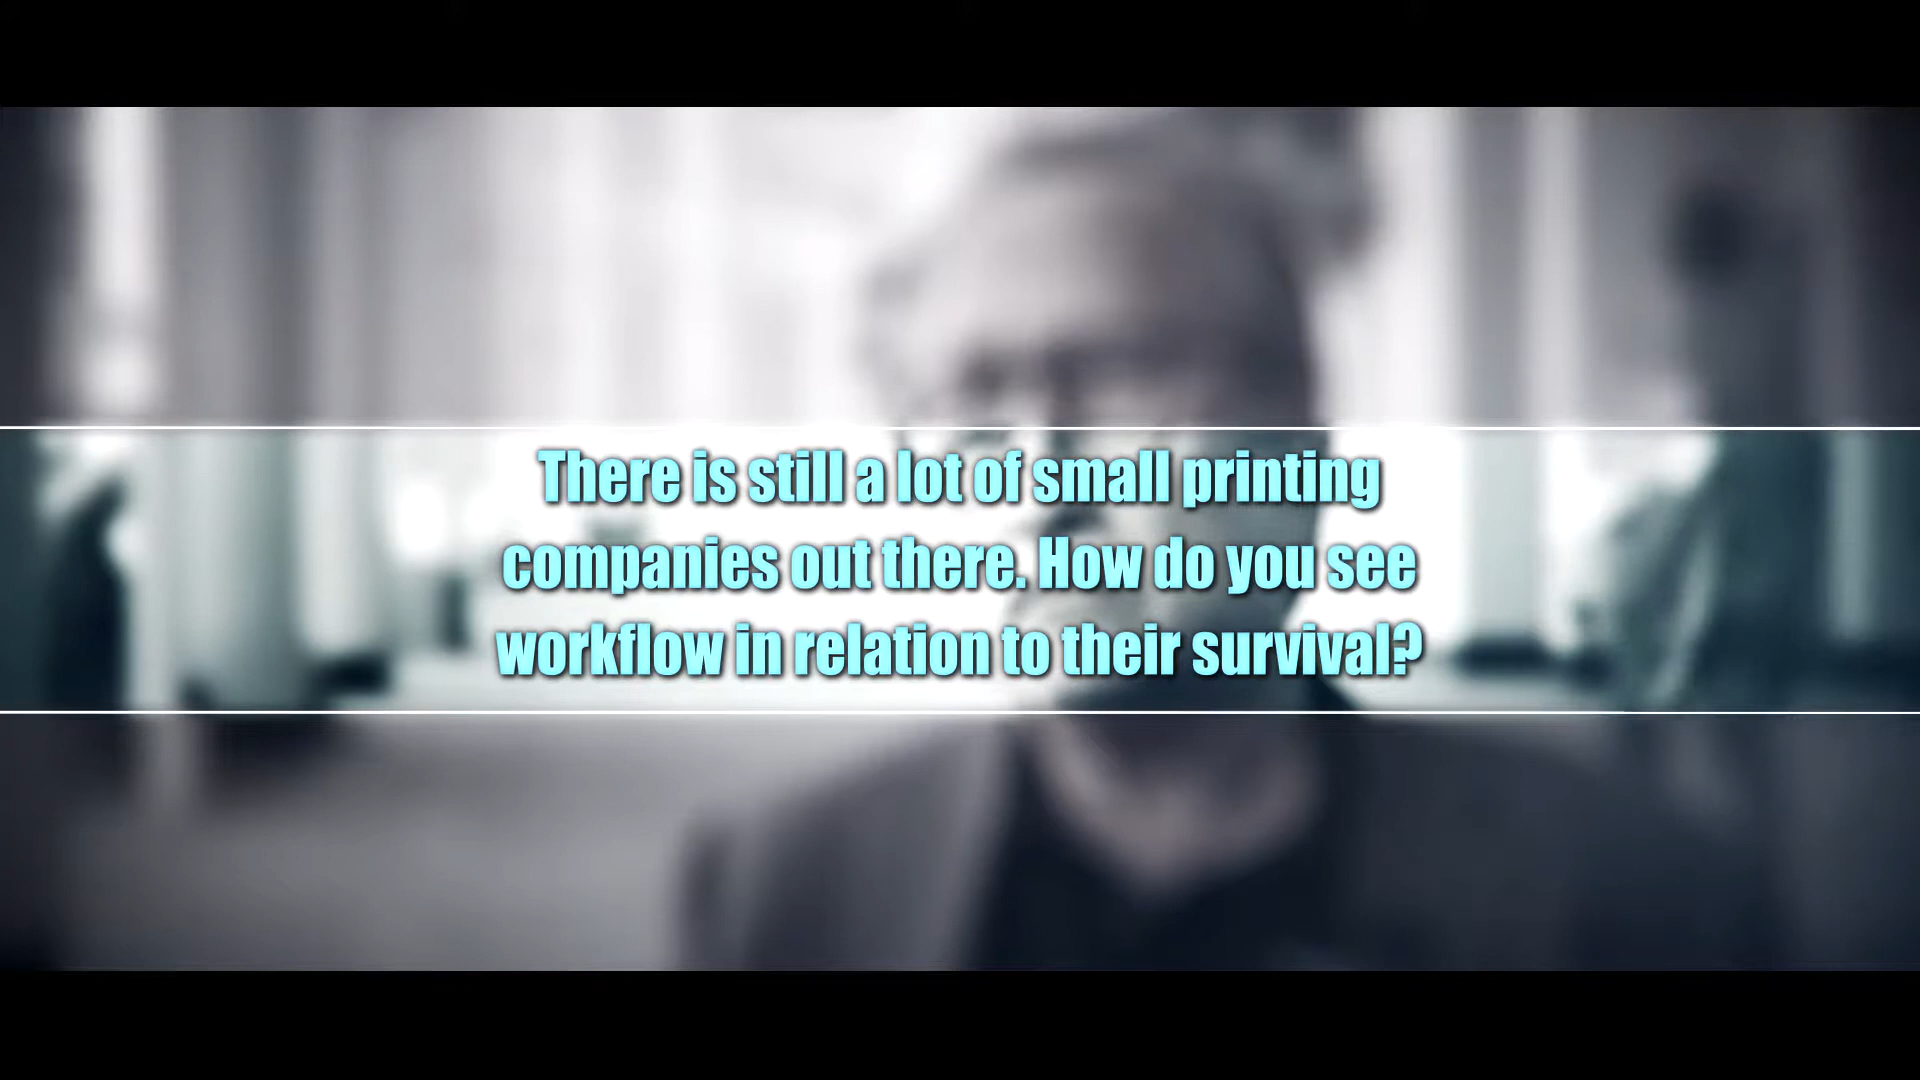 There is still a lot of small printing
companies out there. How do you see
workflow in relation to their survival?